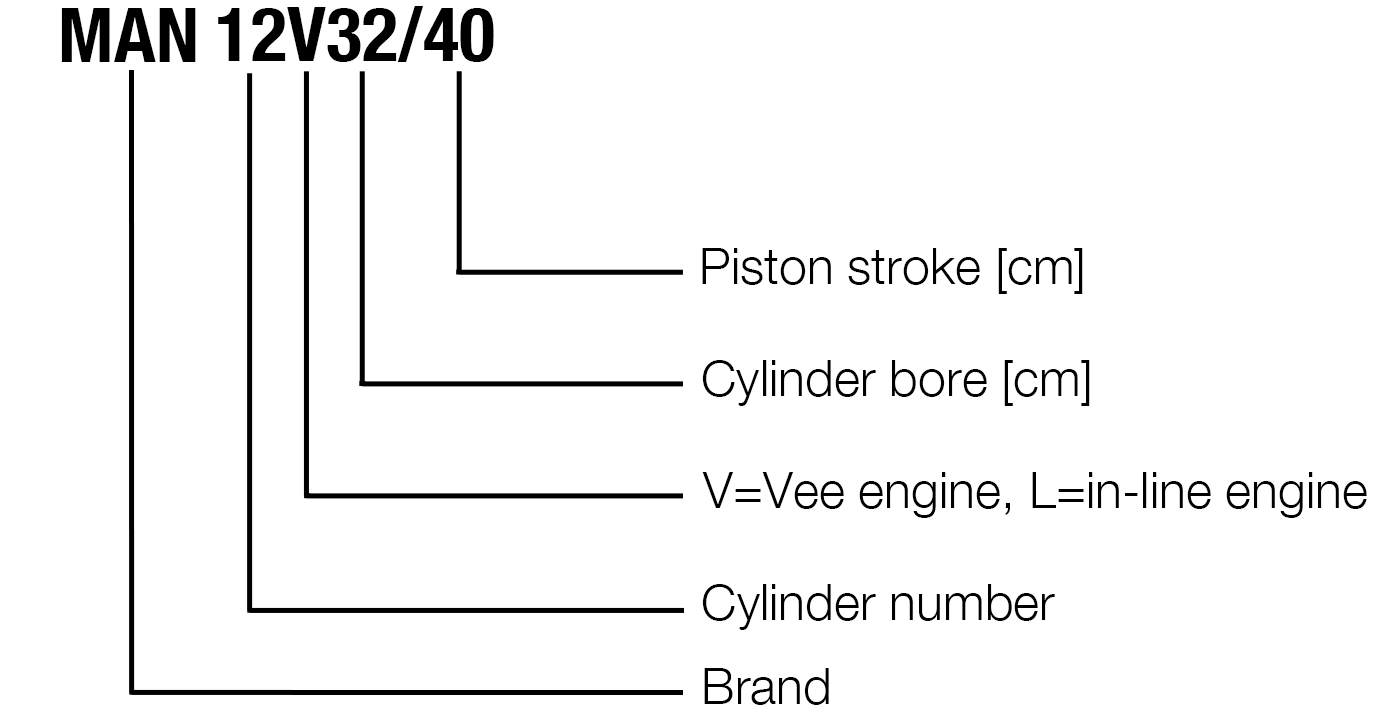 MAN 12V32/40
Piston stroke [cm]
Cylinder bore [cm]
V=Vee engine, L=in-line engine
Cylinder number
Brand